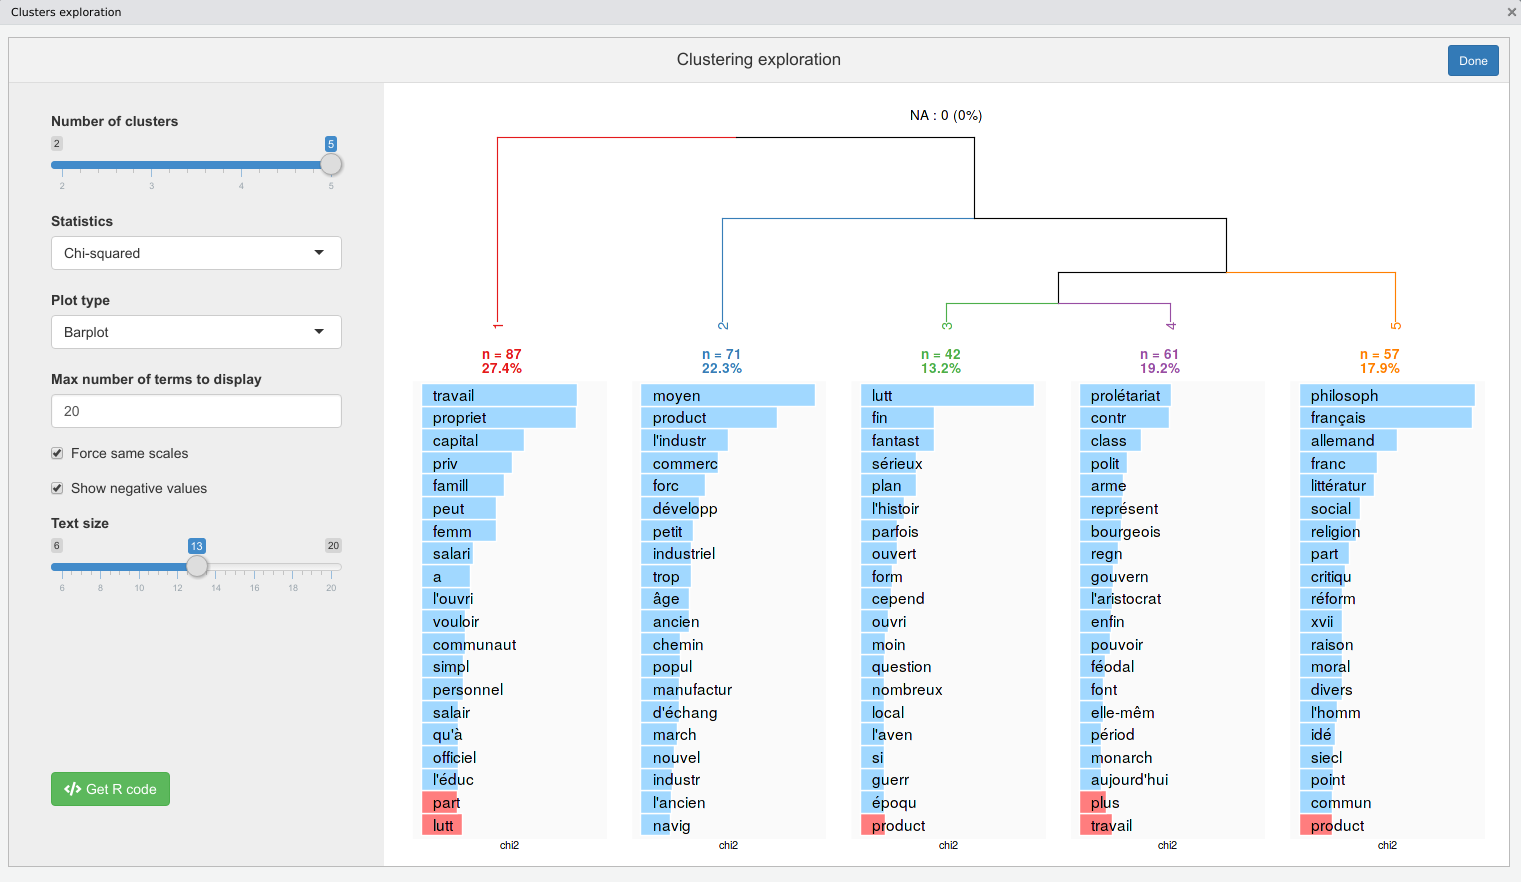 Clusters exploration
Clustering exploration
Done
Number of clusters
2
5
2 3 4 5
Statistics
Chi-squared
Plot type
Barplot
Max number of terms to display
20
Force same scales
Show negative values
Text size
6
13
20
6 8 10 12 14 16 18 20
Get R code
NA : 0 (0%)
1
2
3
4
5
n = 87
27.4%
travail
propriet
capital
priv
famill
peut
femm
salari
a
l'ouvri
vouloir
communaut
simpl
personnel
salair
qu'à
officiel
l'éduc
part
lutt
chi2
n = 71
22.3%
moyen
product
l'industr
commerc
forc
développ
petit
industriel
trop
âge
ancien
chemin
popul
manufactur
d'échang
march
nouvel
industr
l'ancien
navig
chi2
n = 42
13.2%
lutt
fin
fantast
sérieux
plan
l'histoir
parfois
ouvert
form
cepend
ouvri
moin
question
nombreux
local
l'aven
si
guerr
époqu
product
chi2
n = 61
19.2%
prolétariat
contr
class
polit
arme
représent
bourgeois
regn
gouvern
l'aristocrat
enfin
pouvoir
féodal
font
elle-mêm
périod
monarch
aujourd'hui
plus
travail
chi2
n = 57
17.9%
philosoph
français
allemand
franc
littératur
social
religion
part
critiqu
réform
xvii
raison
moral
divers
l'homm
idé
siecl
point
commun
product
chi2